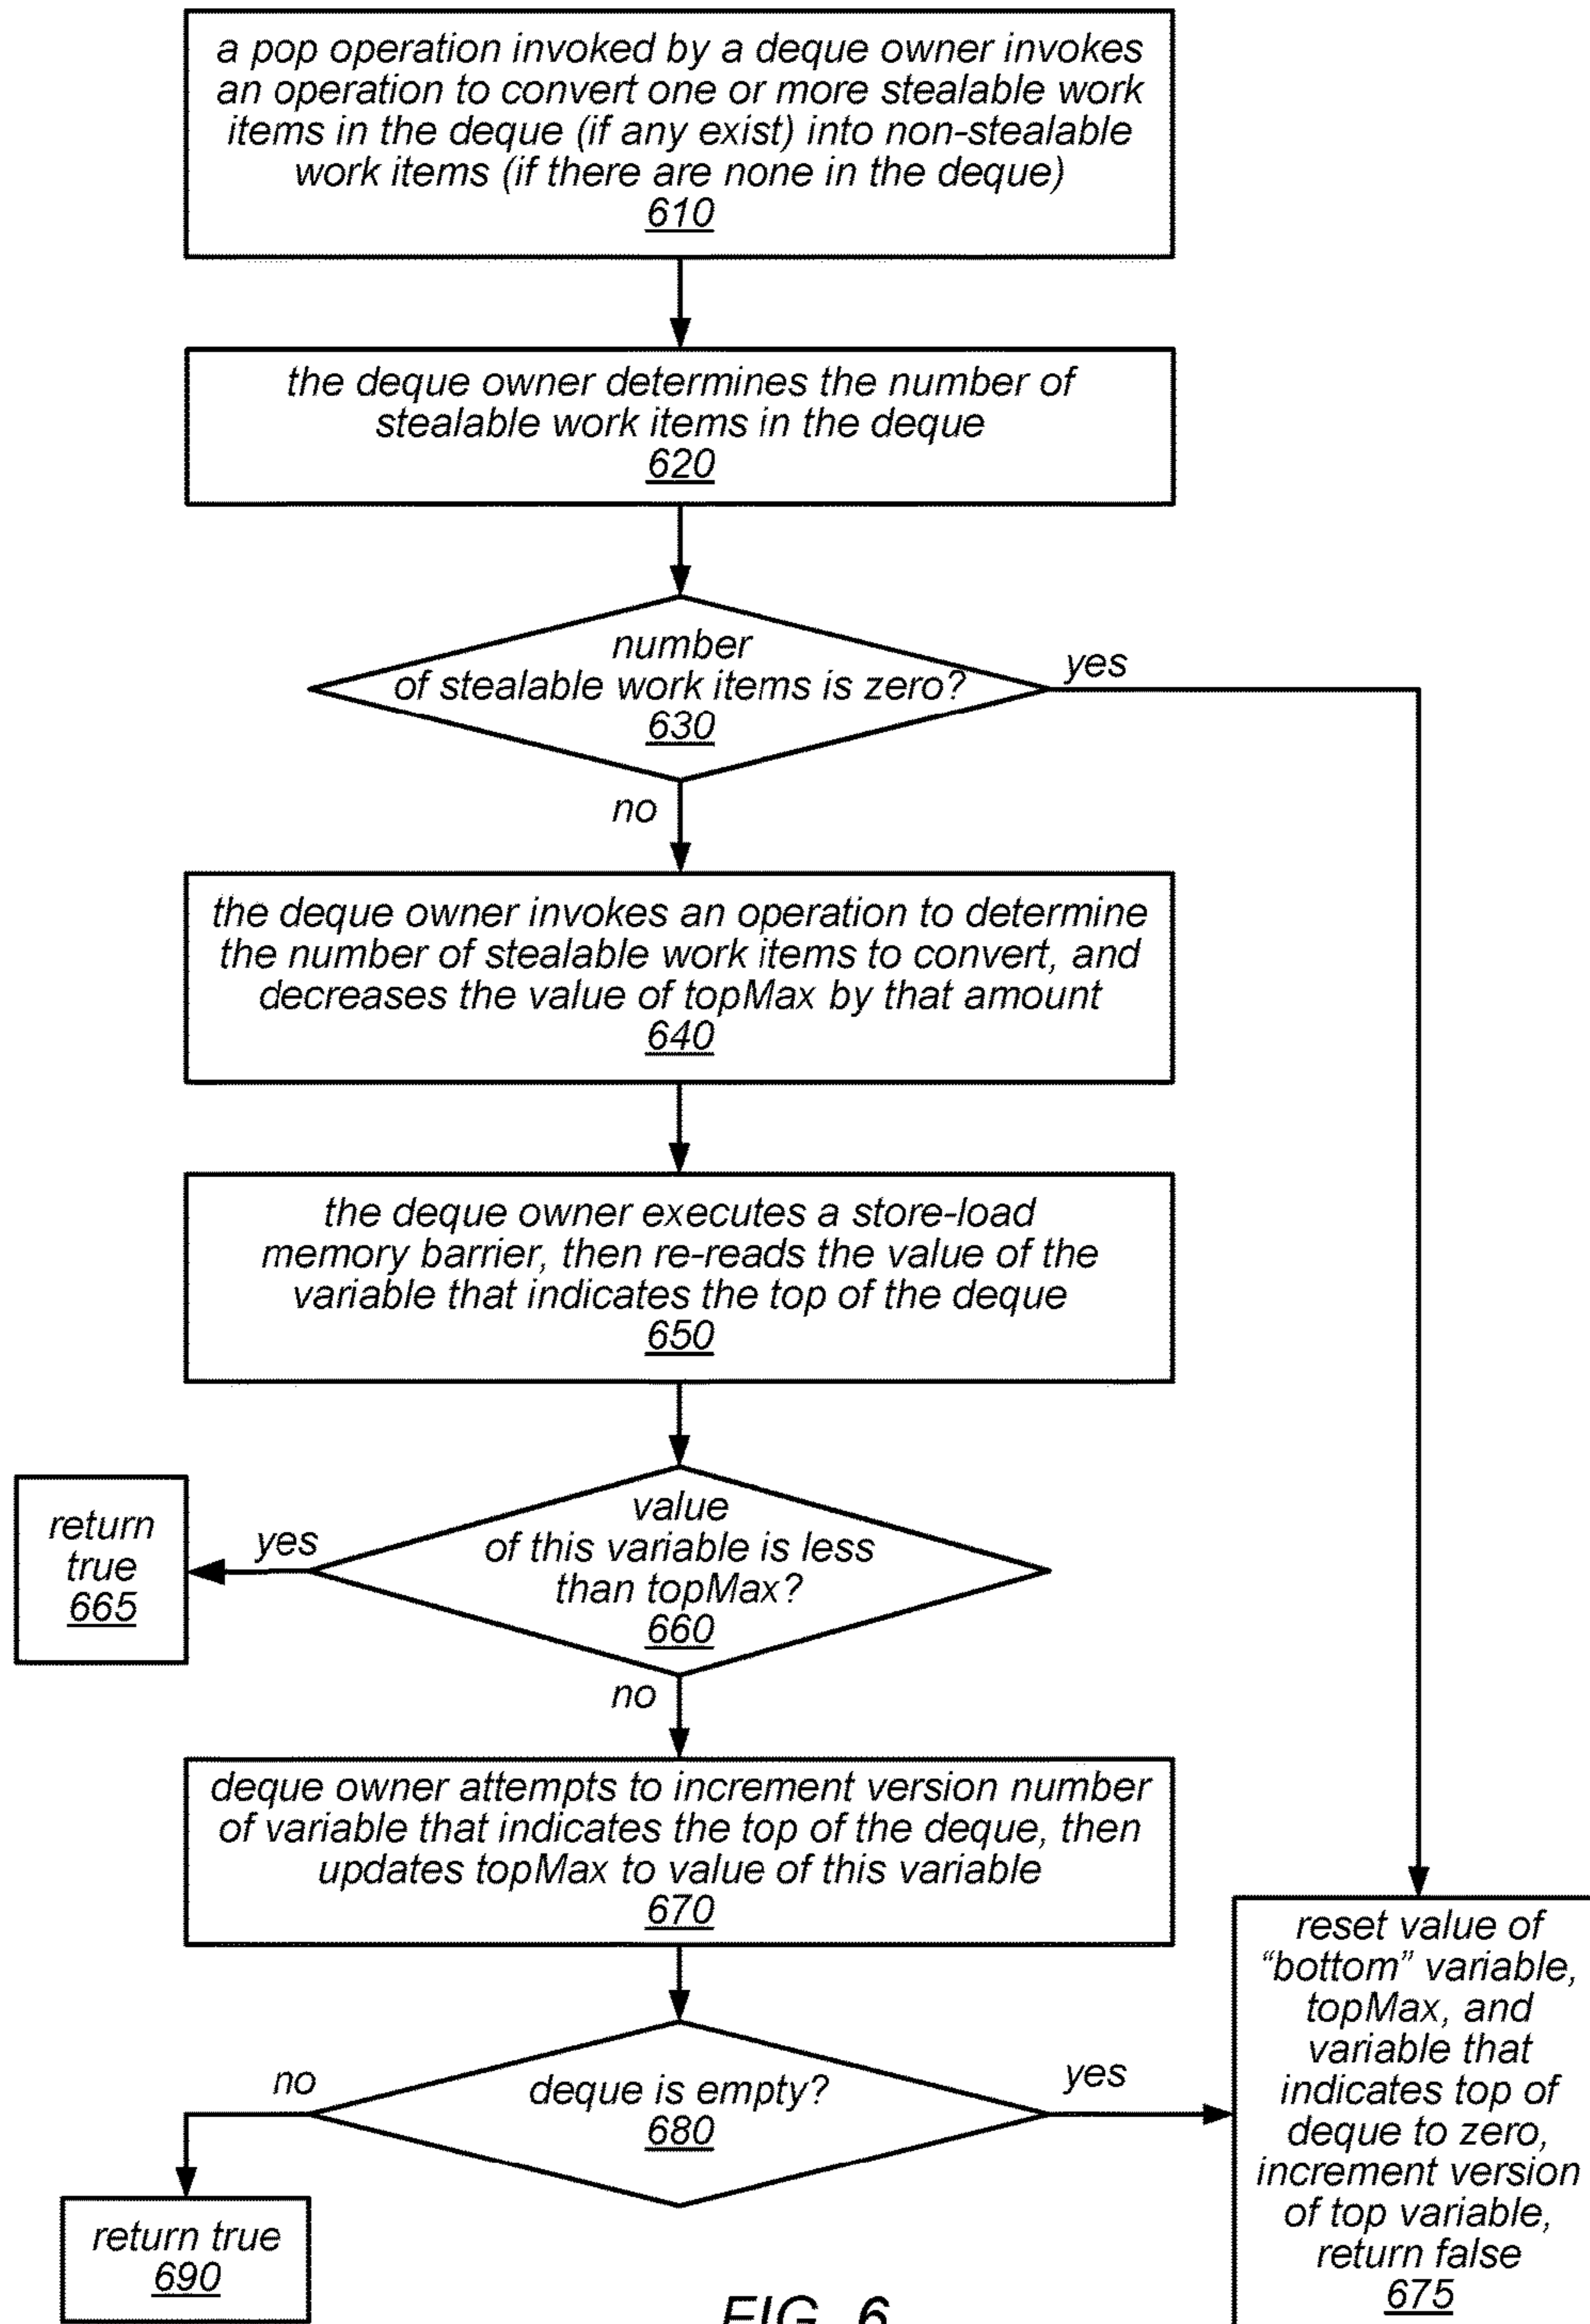 a pop operation invoked by a deque owner invokes
an operation to convert one or more stealable work
items in the deque (if any exist) into non-stealable
work items (if there are none in the deque)
610
the deque owner determines the number of
stealable work items in the deque
620
number
of stealable work items is zero?
630
yes
no
the deque owner invokes an operation to determine
the number of stealable work items to convert, and
decreases the value of topMax by that amount
640
the deque owner executes a store-load
memory barrier, then re-reads the value of the
variable that indicates the top of the deque
650
value
of this variable is less
than topMax?
660
yes
return
true
665
no
deque owner attempts to increment version number
of variable that indicates the top of the deque, then
updates topMax to value of this variable
670
deque is empty?
680
no
yes
return true
690
reset value of
“bottom” variable,
topMax, and
variable that
indicates top of
deque to zero,
increment version
of top variable,
return false
675
FIG. 6